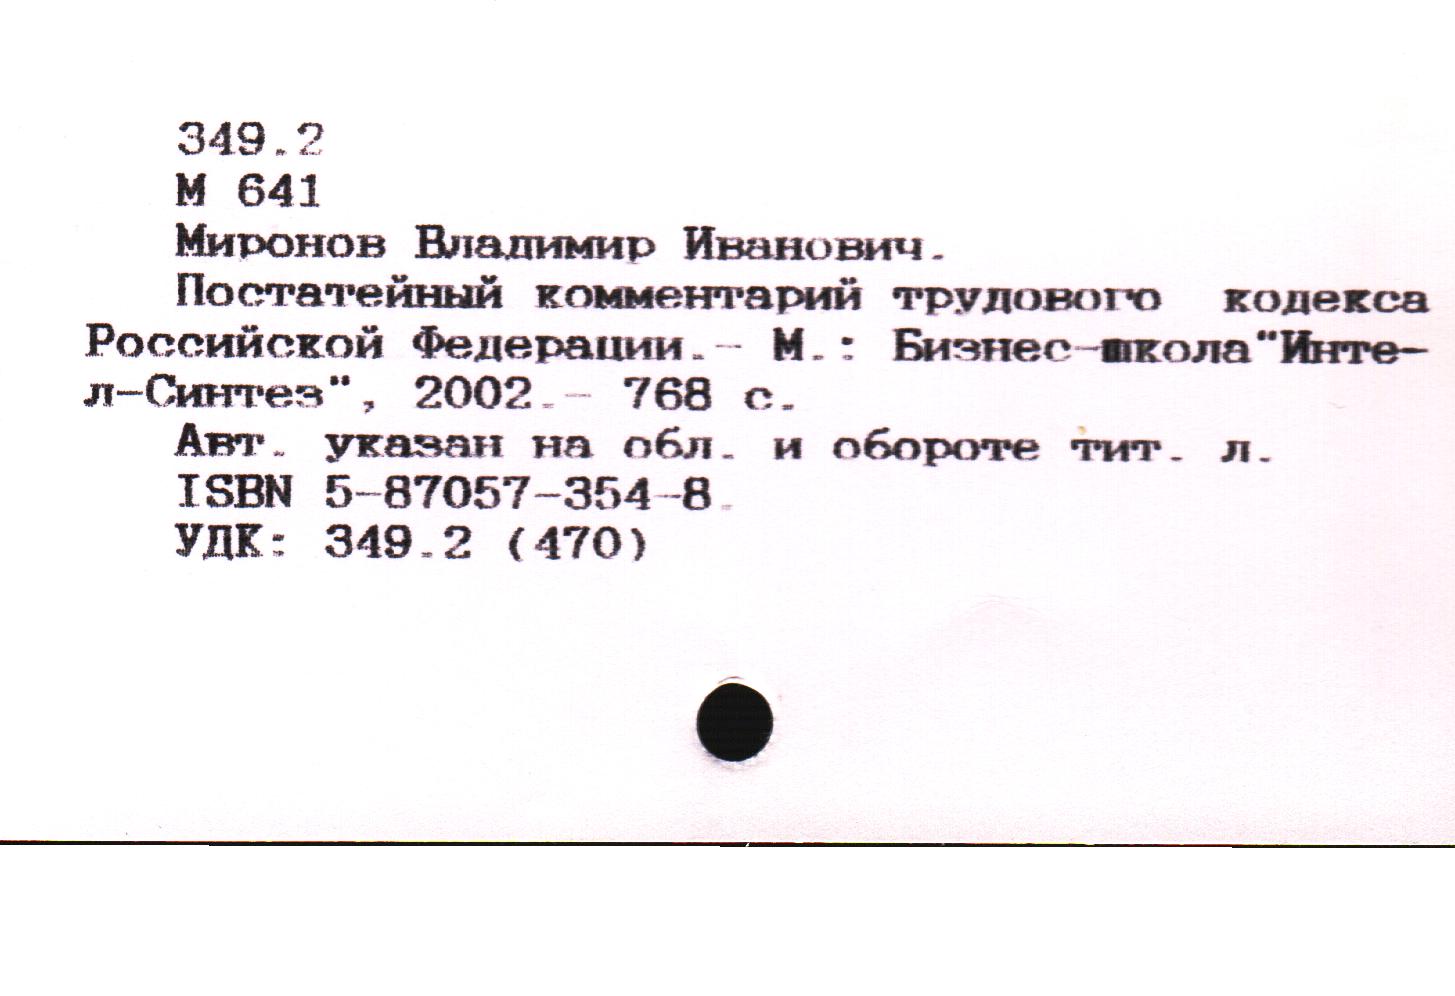 349.2
М 641
Миронов Владимир Иванович.
Постатейный комментарий трудового кодекса
Российской Федерации.- М.: Бизнес-школа"Инте-
л-Синтез", 2002.- 768 с.
Авт. указан на обл. и обороте тит. л.
ISBN 5-87057-354-8.
УДК: 349.2 (470)